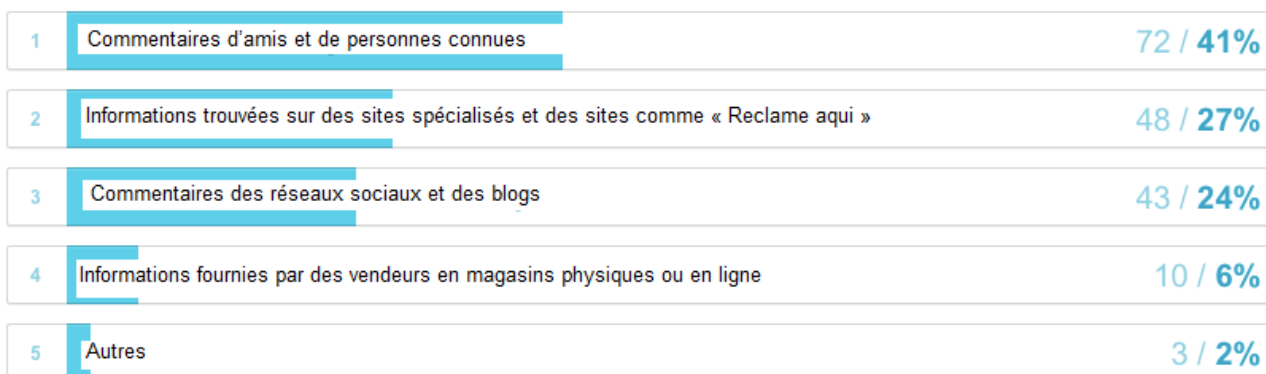 1 Commentaires d’amis et de personnes connues 72 / 41%
2 Informations trouvées sur des sites spécialisés et des sites comme « Reclame aqui » 48 / 27%
3 Commentaires des réseaux sociaux et des blogs 43 / 24%
4 Informations fournies par des vendeurs en magasins physiques ou en ligne 10 / 6%
5 Autres 3 / 2%